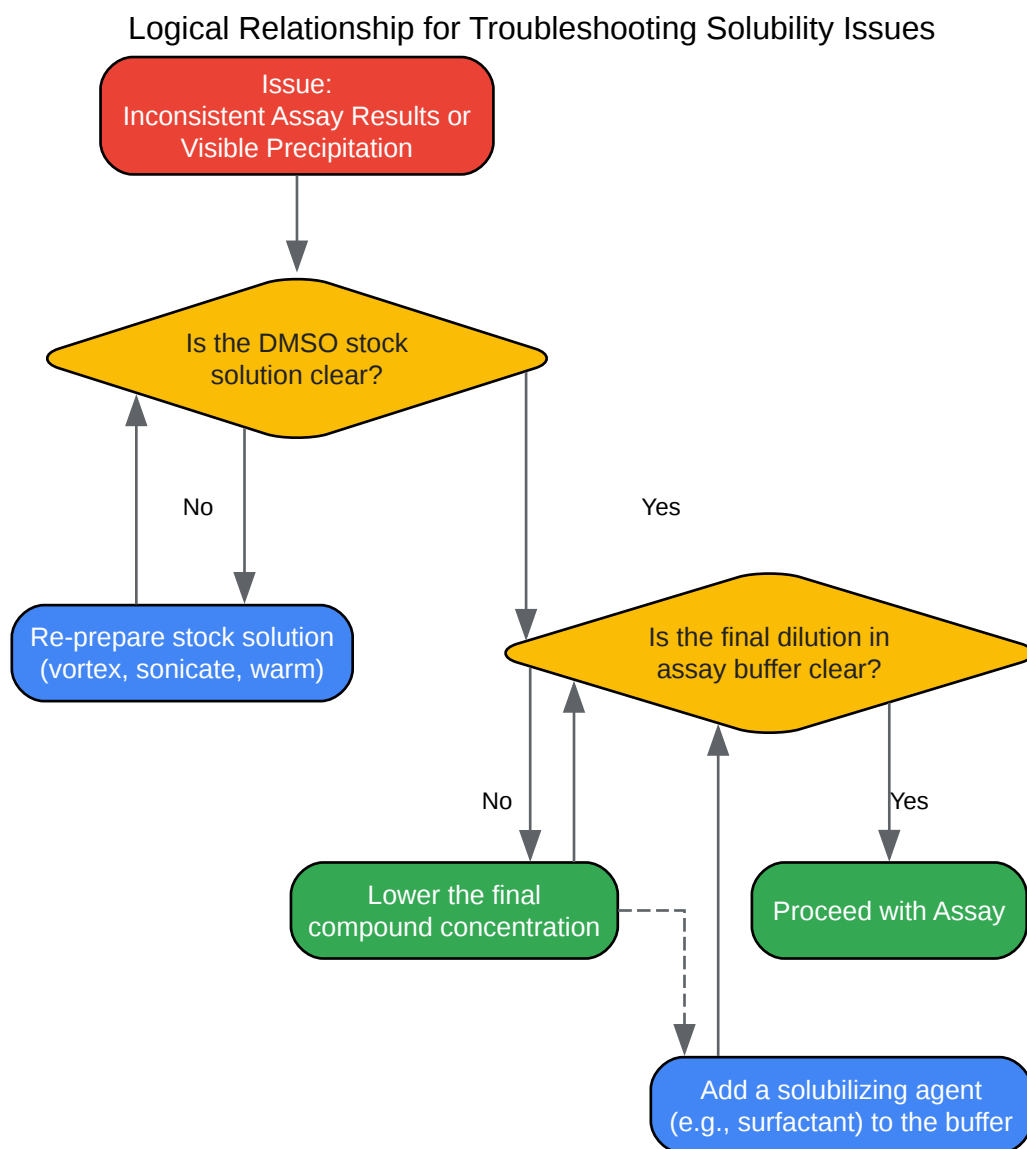 Logical Relationship for Troubleshooting Solubility Issues
Issue:
Inconsistent Assay Results or
Visible Precipitation
Is the DMSO stock
solution clear?
No
Yes
Re-prepare stock solution
(vortex, sonicate, warm)
Is the final dilution in
assay buffer clear?
No
Yes
Lower the final
compound concentration
Proceed with Assay
Add a solubilizing agent
(e.g., surfactant) to the buffer